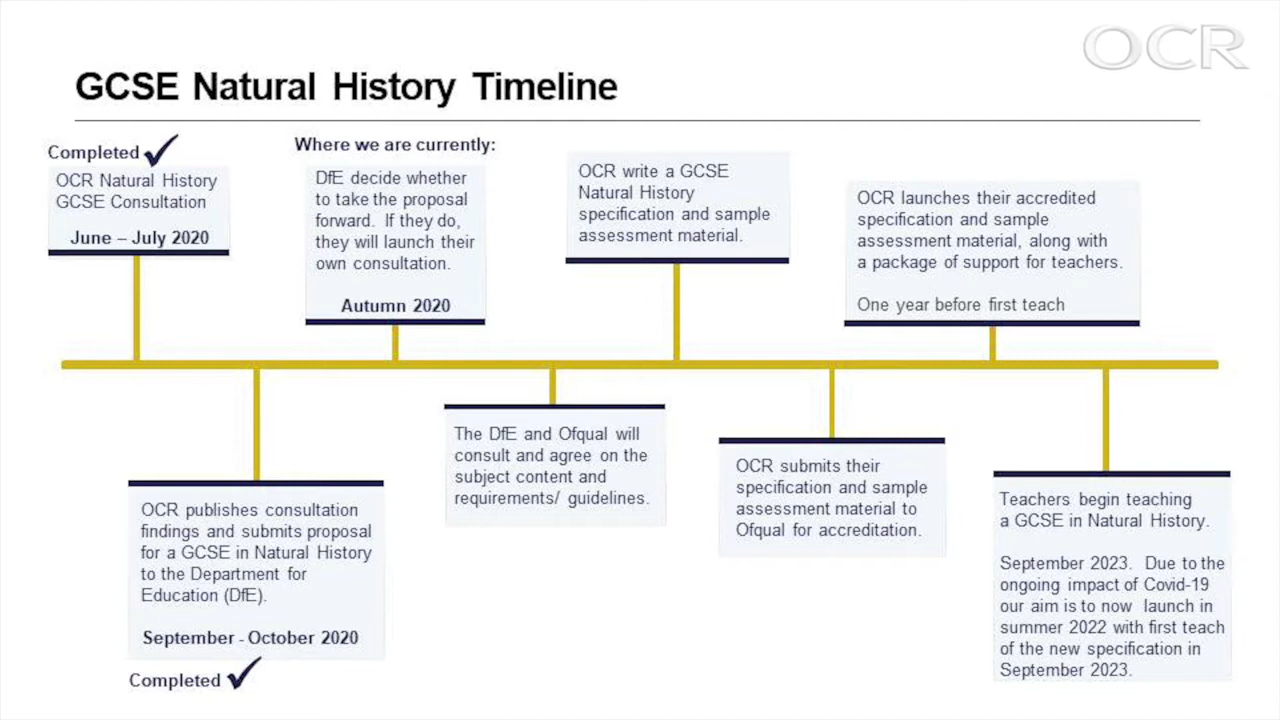 OCR
GCSE Natural History Timeline
Completed
OCR Natural History
GCSE Consultation
June – July 2020
OCR publishes consultation
findings and submits proposal
for a GCSE in Natural History
to the Department for
Education (DfE).
September - October 2020
Completed
Where we are currently:
DfE decide whether
to take the proposal
forward. If they do,
they will launch their
own consultation.
Autumn 2020
The DfE and Ofqual will
consult and agree on the
subject content and
requirements/ guidelines.
OCR write a GCSE
Natural History
specification and sample
assessment material.
OCR submits their
specification and sample
assessment material to
Ofqual for accreditation.
OCR launches their accredited
specification and sample
assessment material, along with
a package of support for teachers.
One year before first teach
Teachers begin teaching
a GCSE in Natural History.
September 2023. Due to the
ongoing impact of Covid-19
our aim is to now launch in
summer 2022 with first teach
of the new specification in
September 2023.